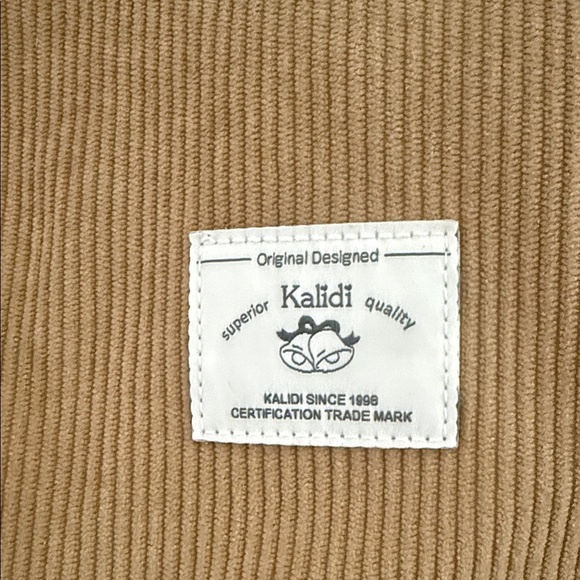 Original Designed
superior Kalidi quality
KALIDI SINCE 1998
CERTIFICATION TRADE MARK